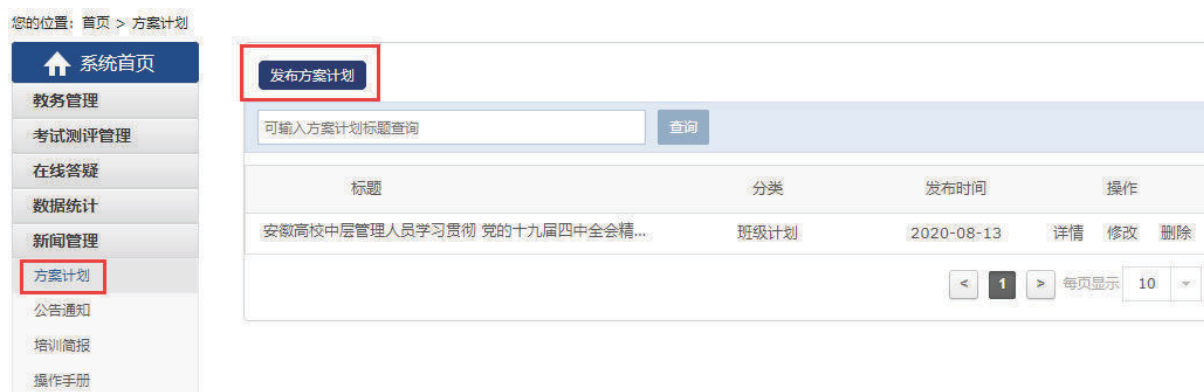 您的位置：首页 > 方案计划
系统首页
教务管理
考试测评管理
在线答疑
数据统计
新闻管理
方案计划
公告通知
培训简报
操作手册
发布方案计划
可输入方案计划标题查询 查询
标题 分类 发布时间 操作
安徽高校中层管理人员学习贯彻 党的十九届四中全会精... 班级计划 2020-08-13 详情 修改 删除
< 1 > 每页显示 10